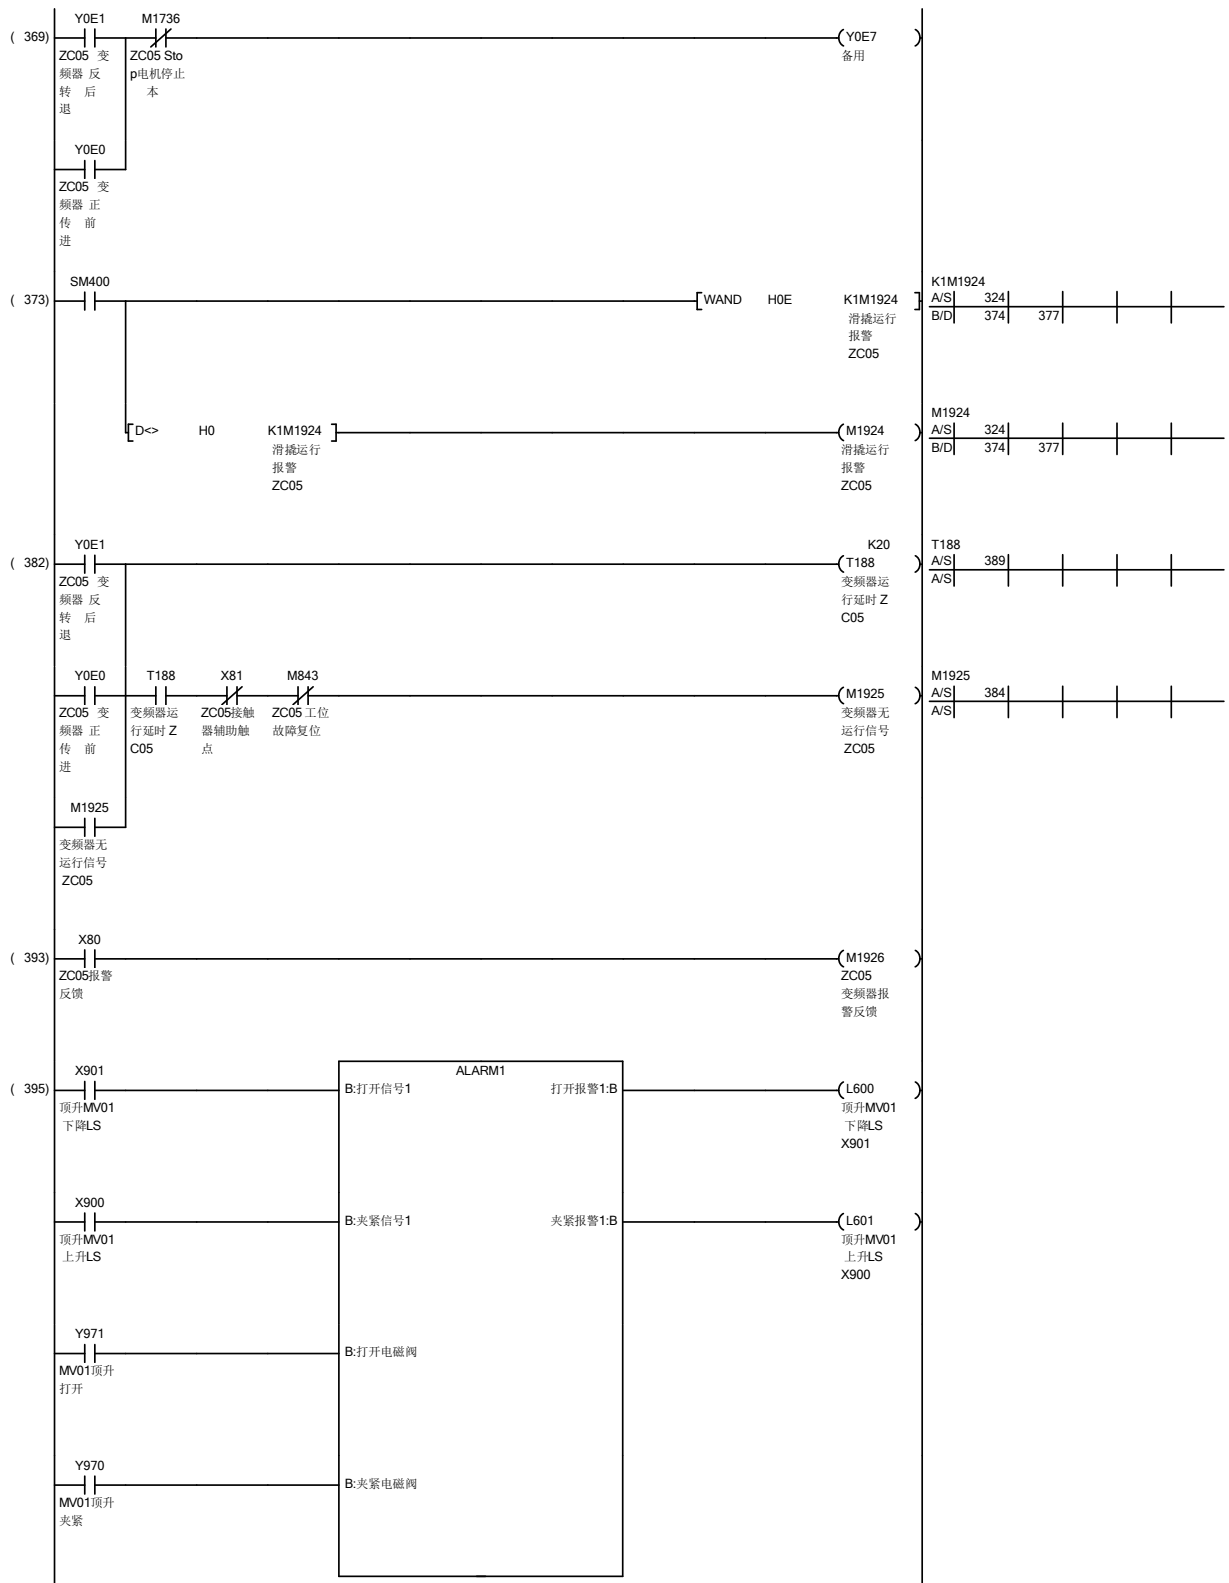 Y0E1 M1736
( 369) (Y0E7 )
ZC05 变 ZC05 Sto 备用
频器 反 p电机停止
转 后 本
退
Y0E0
ZC05 变
频器 正
传 前
进
SM400 K1M1924
( 373) [WAND H0E K1M1924 ] A/S 324
滑撬运行 B/D 374 377
报警
ZC05
M1924
[D<> H0 K1M1924 ] (M1924 ) A/S 324
滑撬运行 滑撬运行 B/D 374 377
报警 报警
ZC05 ZC05
Y0E1 K20 T188
( 382) (T188 ) A/S 389
ZC05 变 变频器运 A/S
频器 反 行延时 Z
转 后 C05
退
Y0E0 T188 X81 M843 M1925
(M1925 ) A/S 384
ZC05 变 变频器运 ZC05接触 ZC05 工位 变频器无 A/S
频器 正 行延时 Z 器辅助触 故障复位 运行信号
传 前 C05 点 ZC05
进
M1925
变频器无
运行信号
ZC05
X80
( 393) (M1926 )
ZC05报警 ZC05
反馈 变频器报
警反馈
X901 ALARM1
( 395) B:打开信号1 打开报警1:B (L600 )
顶升MV01 顶升MV01
下降LS 下降LS
X901
X900
B:夹紧信号1 夹紧报警1:B (L601 )
顶升MV01 顶升MV01
上升LS 上升LS
X900
Y971
B:打开电磁阀
MV01顶升
打开
Y970
B:夹紧电磁阀
MV01顶升
夹紧